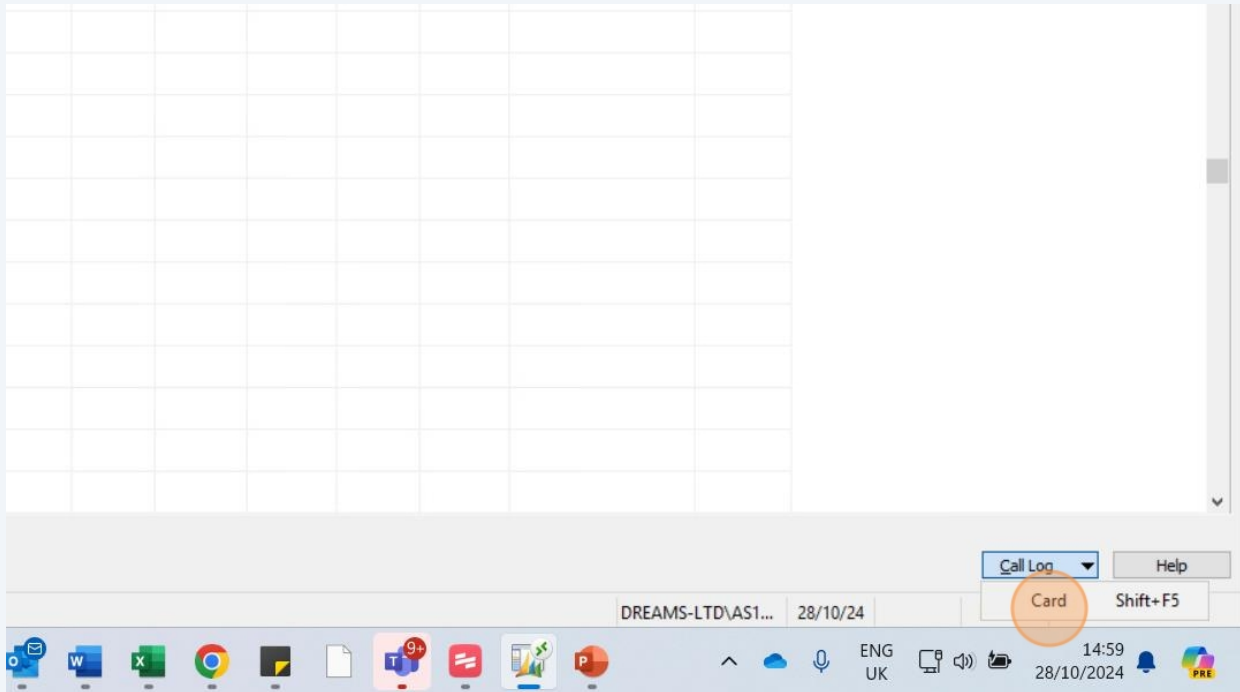 Call Log
Help
Card Shift+F5
DREAMS-LTD\AS1... 28/10/24
9+
ENG
UK
14:59
28/10/2024
O
W
X
T
P
PRE